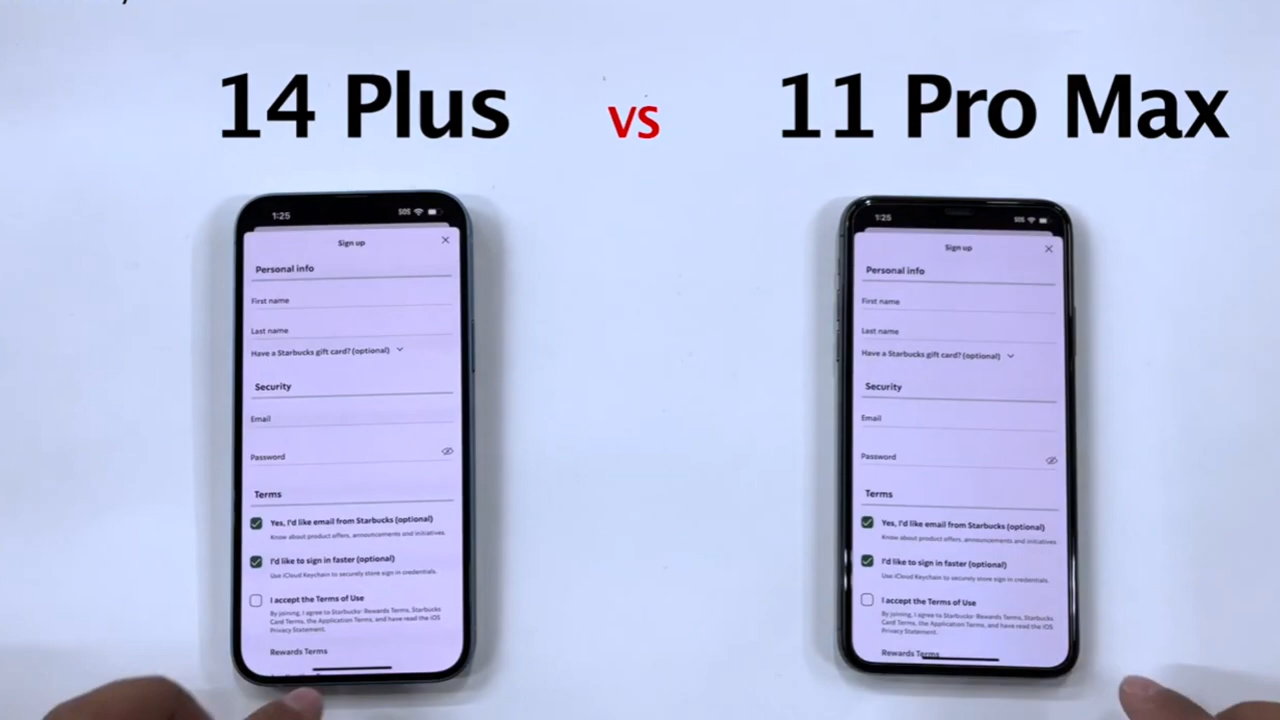 14 Plus vs 11 Pro Max
1:25 SOS
Sign up
Personal info
First name
Last name
Have a Starbucks gift card? (optional)
Security
Email
Password
Terms
Yes, I'd like email from Starbucks (optional)
Know about product offers, announcements and initiatives.
I'd like to sign in faster (optional)
Use iCloud Keychain to securely store sign in credentials.
I accept the Terms of Use
By joining, I agree to Starbucks® Rewards Terms, Starbucks
Card Terms, the Application Terms, and have read the iOS
Privacy Statement.
Rewards Terms
1:25 SOS
Sign up
Personal info
First name
Last name
Have a Starbucks gift card? (optional)
Security
Email
Password
Terms
Yes, I'd like email from Starbucks (optional)
Know about product offers, announcements and initiatives.
I'd like to sign in faster (optional)
Use iCloud Keychain to securely store sign in credentials.
I accept the Terms of Use
By joining, I agree to Starbucks® Rewards Terms, Starbucks
Card Terms, the Application Terms, and have read the iOS
Privacy Statement.
Rewards Terms